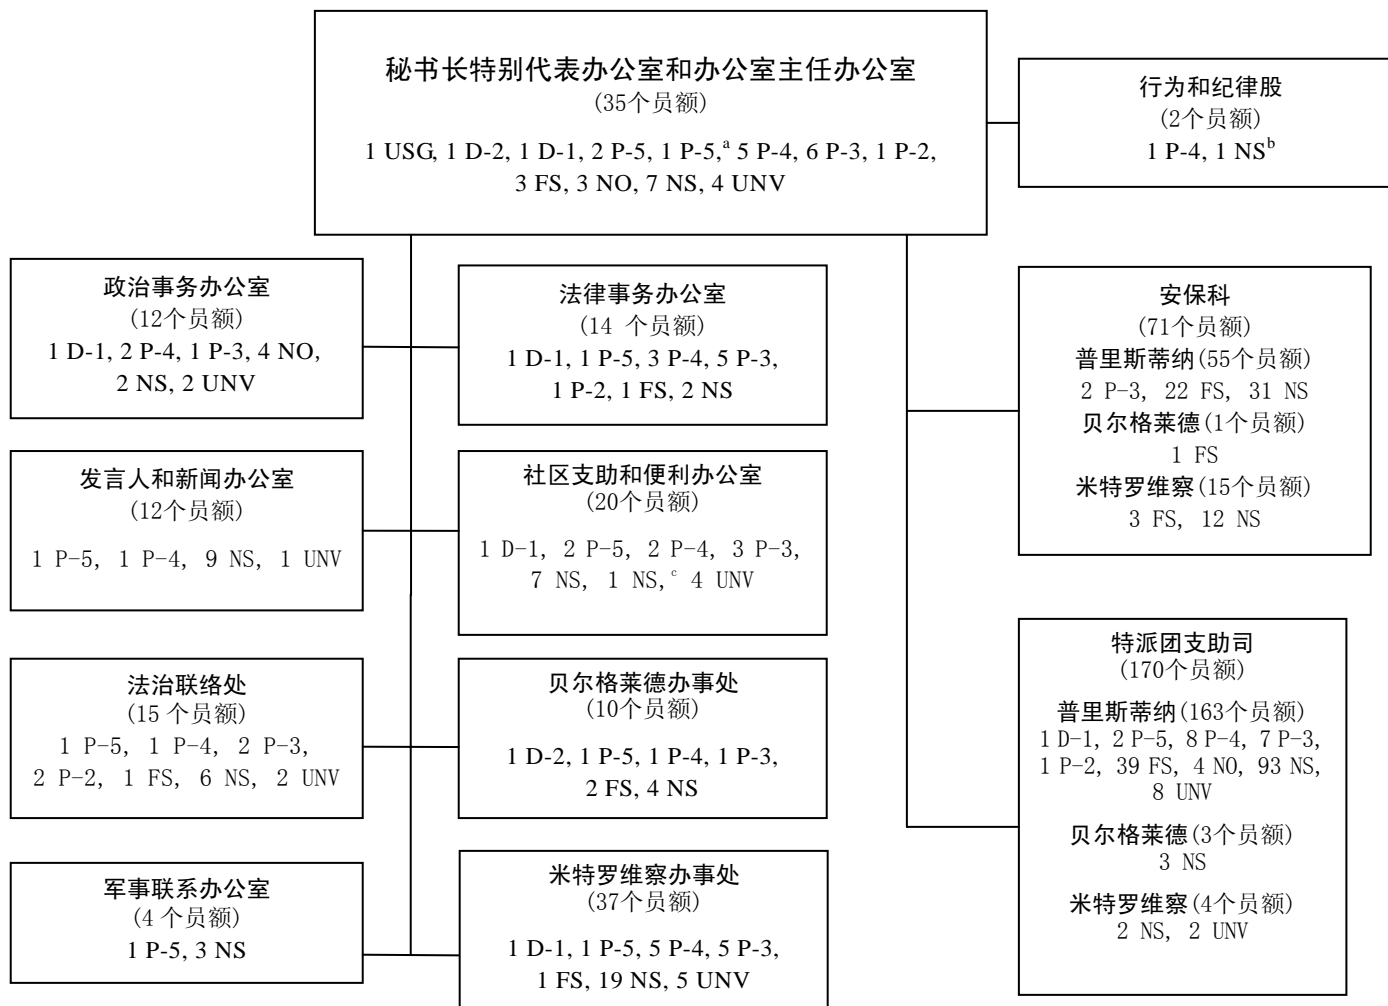 秘书长特别代表办公室和办公室主任办公室
(35个员额)
1 USG, 1 D-2, 1 D-1, 2 P-5, 1 P-5,ᵃ 5 P-4, 6 P-3, 1 P-2,
3 FS, 3 NO, 7 NS, 4 UNV
行为和纪律股
(2个员额)
1 P-4, 1 NSᵇ
政治事务办公室
(12个员额)
1 D-1, 2 P-4, 1 P-3, 4 NO,
2 NS, 2 UNV
法律事务办公室
(14 个员额)
1 D-1, 1 P-5, 3 P-4, 5 P-3,
1 P-2, 1 FS, 2 NS
安保科
(71个员额)
普里斯蒂纳(55个员额)
2 P-3, 22 FS, 31 NS
贝尔格莱德(1个员额)
1 FS
米特罗维察(15个员额)
3 FS, 12 NS
发言人和新闻办公室
(12个员额)
1 P-5, 1 P-4, 9 NS, 1 UNV
社区支助和便利办公室
(20个员额)
1 D-1, 2 P-5, 2 P-4, 3 P-3,
7 NS, 1 NS,ᶜ 4 UNV
法治联络处
(15 个员额)
1 P-5, 1 P-4, 2 P-3,
2 P-2, 1 FS, 6 NS, 2 UNV
贝尔格莱德办事处
(10个员额)
1 D-2, 1 P-5, 1 P-4, 1 P-3,
2 FS, 4 NS
特派团支助司
(170个员额)
普里斯蒂纳(163个员额)
1 D-1, 2 P-5, 8 P-4, 7 P-3,
1 P-2, 39 FS, 4 NO, 93 NS,
8 UNV
贝尔格莱德(3个员额)
3 NS
米特罗维察(4个员额)
2 NS, 2 UNV
军事联系办公室
(4 个员额)
1 P-5, 3 NS
米特罗维察办事处
(37个员额)
1 D-1, 1 P-5, 5 P-4, 5 P-3,
1 FS, 19 NS, 5 UNV